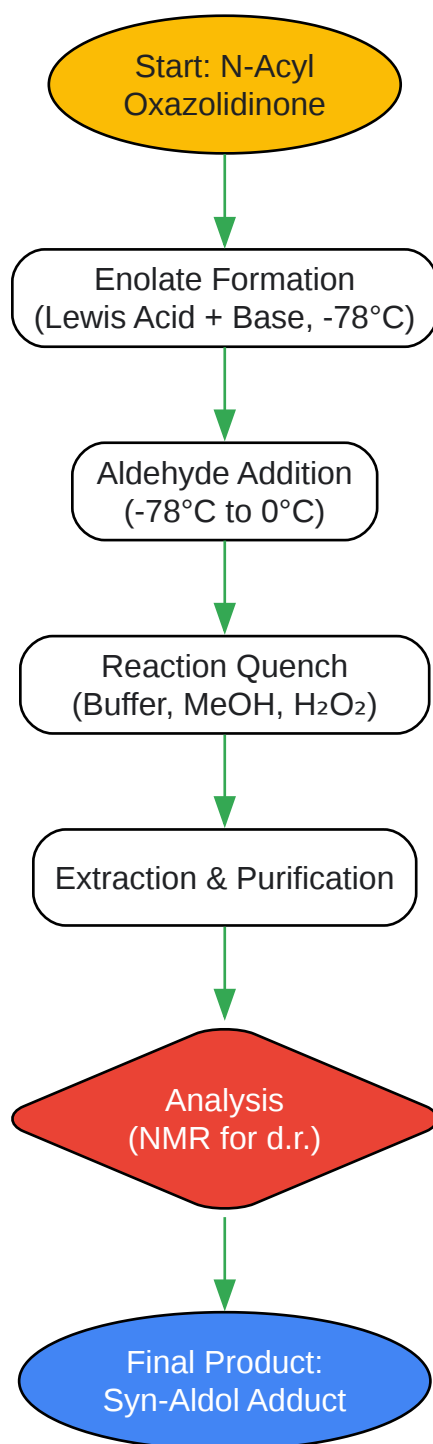 Start: N-Acyl
Oxazolidinone
Enolate Formation
(Lewis Acid + Base, -78°C)
Aldehyde Addition
(-78°C to 0°C)
Reaction Quench
(Buffer, MeOH, H₂O₂)
Extraction & Purification
Analysis
(NMR for d.r.)
Final Product:
Syn-Aldol Adduct